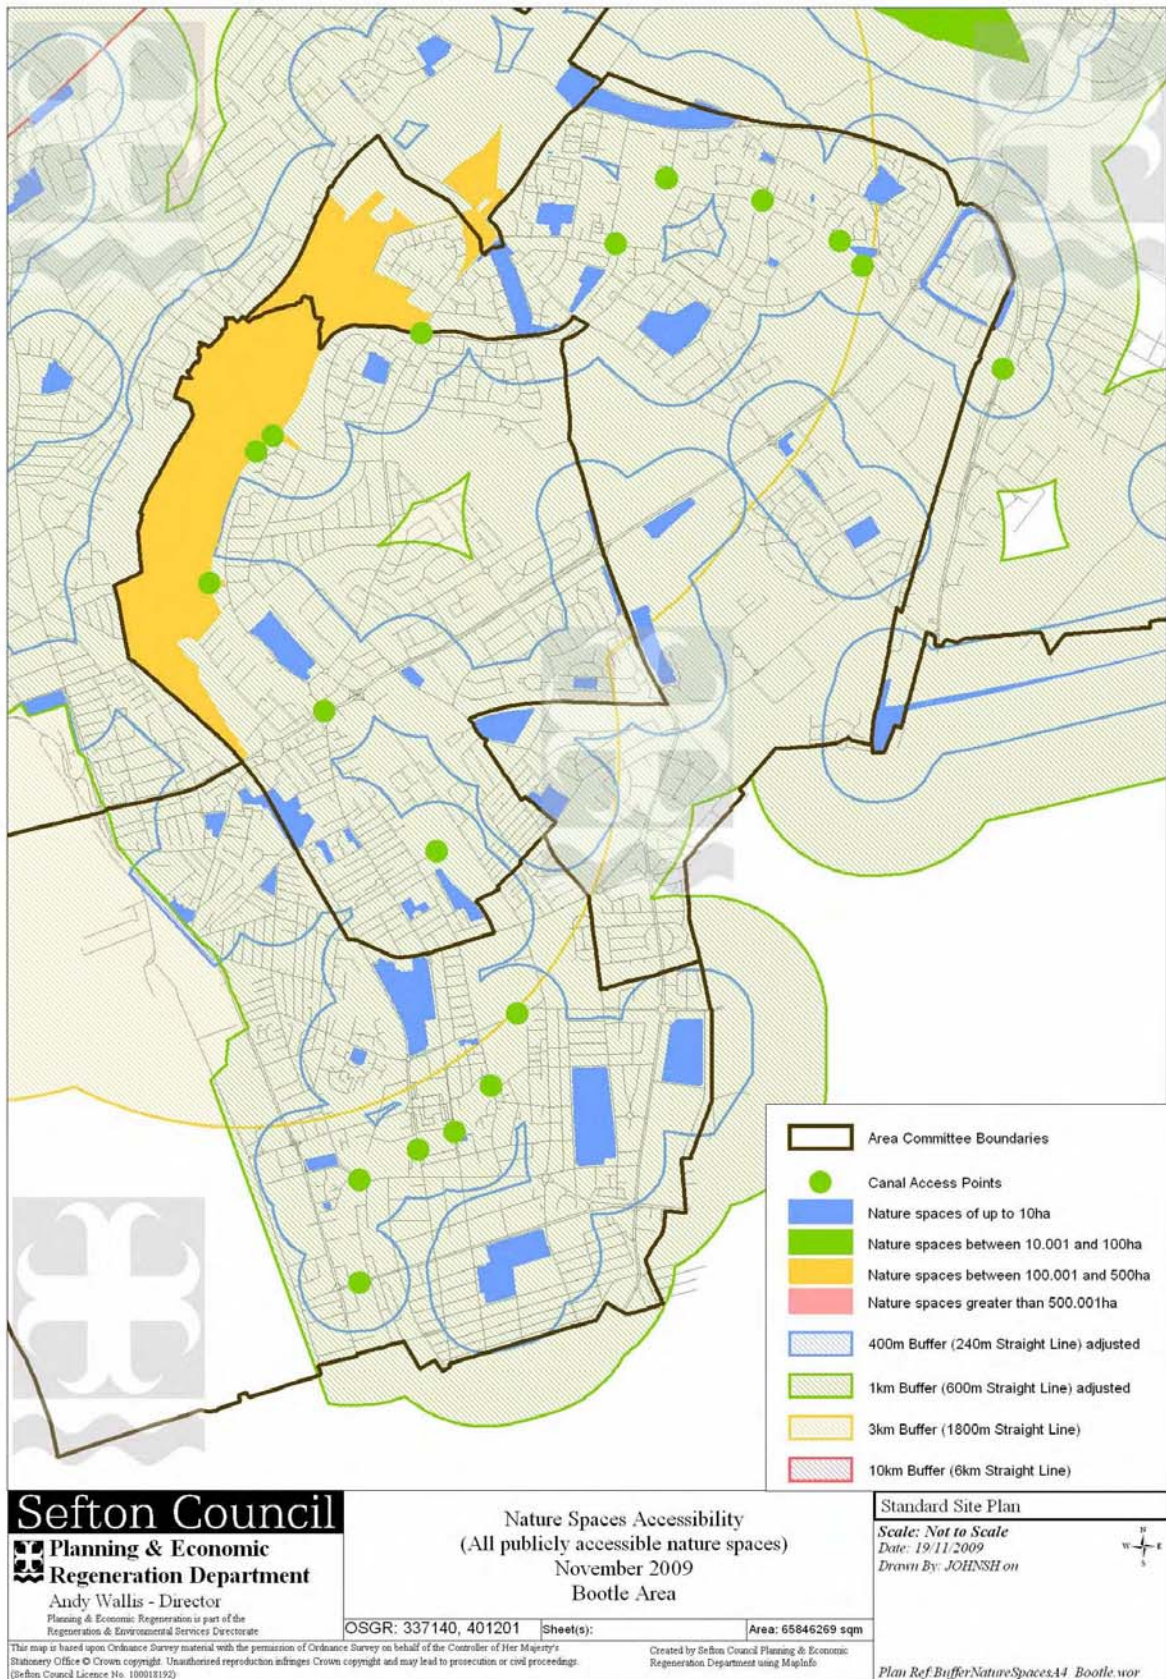 Area Committee Boundaries
Canal Access Points
Nature spaces of up to 10ha
Nature spaces between 10.001 and 100ha
Nature spaces between 100.001 and 500ha
Nature spaces greater than 500.001ha
400m Buffer (240m Straight Line) adjusted
1km Buffer (600m Straight Line) adjusted
3km Buffer (1800m Straight Line)
10km Buffer (6km Straight Line)
Sefton Council
Planning & Economic
Regeneration Department
Andy Wallis - Director
Planning & Economic Regeneration is part of the
Regeneration & Environmental Services Directorate
Nature Spaces Accessibility
(All publicly accessible nature spaces)
November 2009
Bootle Area
OSGR: 337140, 401201
Sheet(s):
Area: 65846269 sqm
Standard Site Plan
Scale: Not to Scale
Date: 19/11/2009
Drawn By: JOHNSH on
N
W E
S
This map is based upon Ordnance Survey material with the permission of Ordnance Survey on behalf of the Controller of Her Majesty's
Stationery Office © Crown copyright. Unauthorised reproduction infringes Crown copyright and may lead to prosecution or civil proceedings.
(Sefton Council Licence No. 100018192)
Created by Sefton Council Planning & Economic
Regeneration Department using MapInfo
Plan Ref:BufferNatureSpacesA4_Bootle.wor